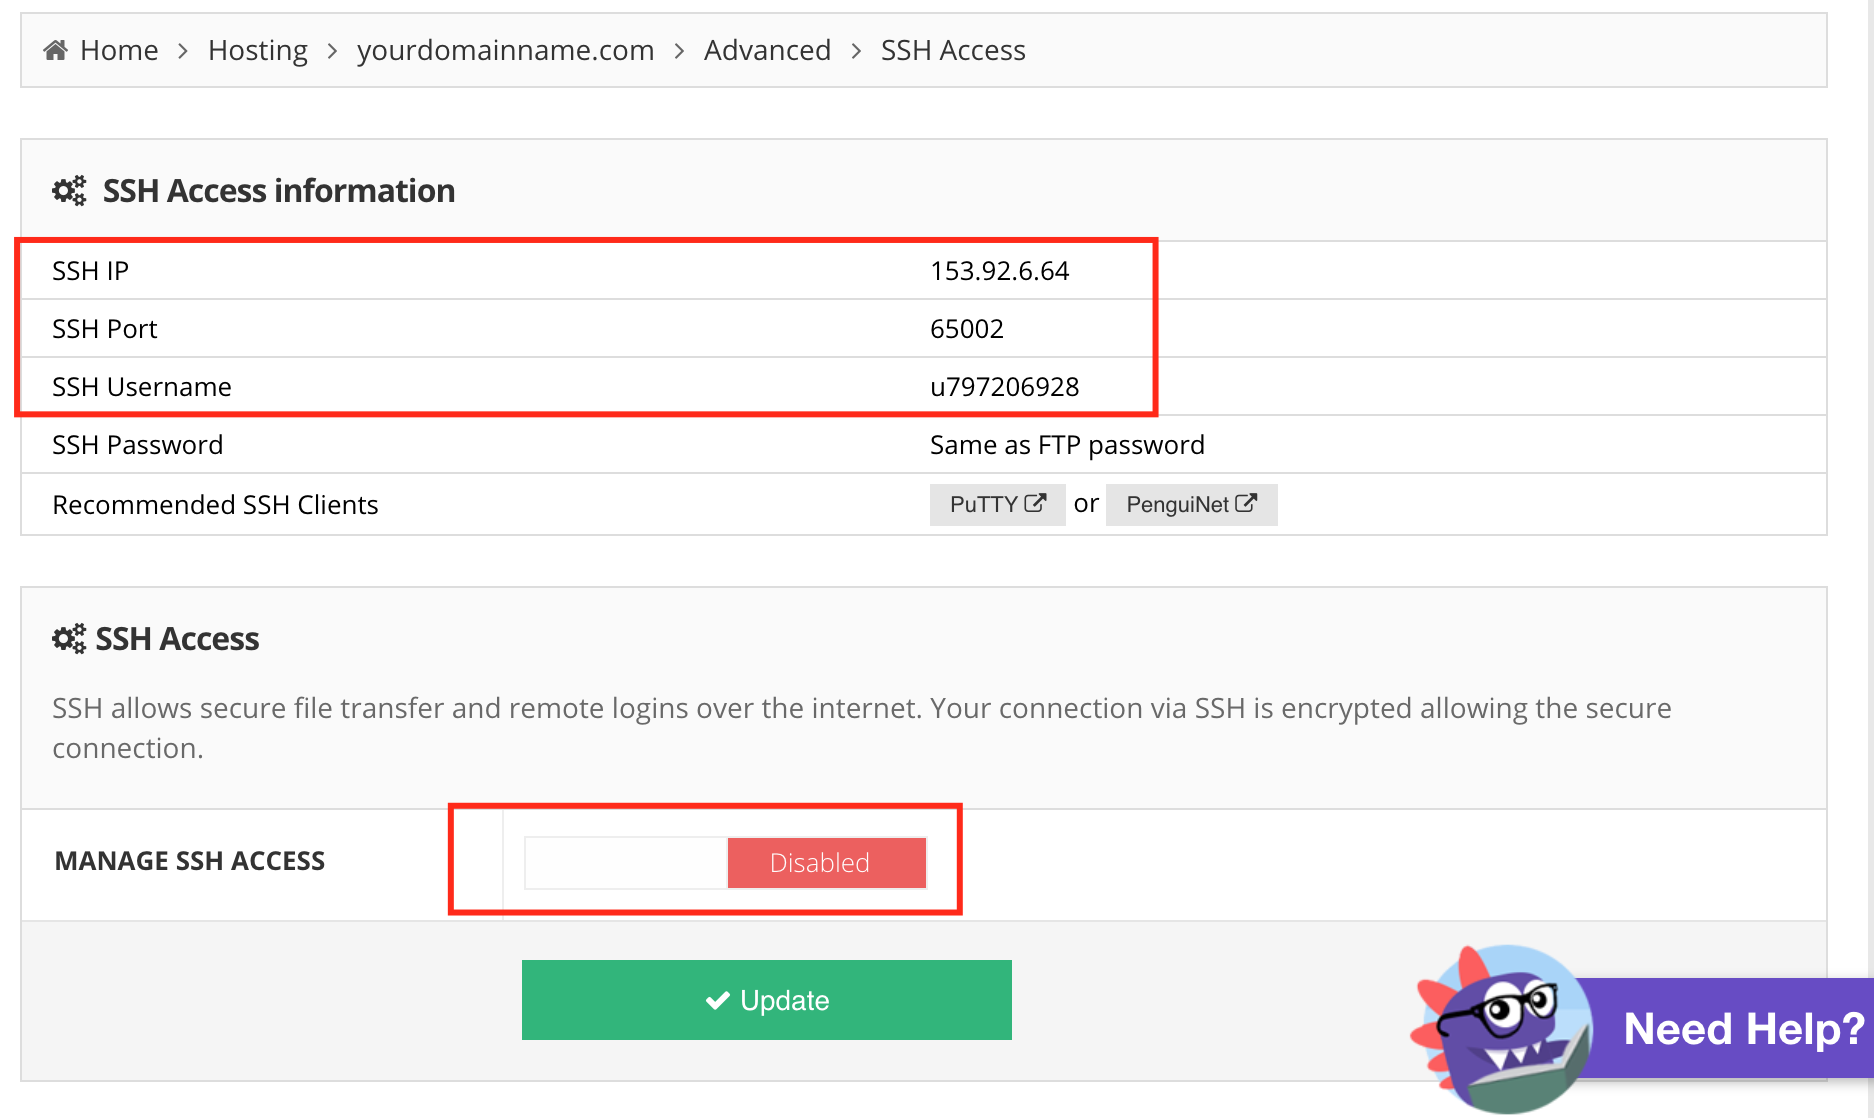 Home > Hosting > yourdomainname.com > Advanced > SSH Access
SSH Access information
SSH IP 153.92.6.64
SSH Port 65002
SSH Username u797206928
SSH Password Same as FTP password
Recommended SSH Clients PuTTY or PenguiNet
SSH Access
SSH allows secure file transfer and remote logins over the internet. Your connection via SSH is encrypted allowing the secure
connection.
MANAGE SSH ACCESS Disabled
Update
Need Help?